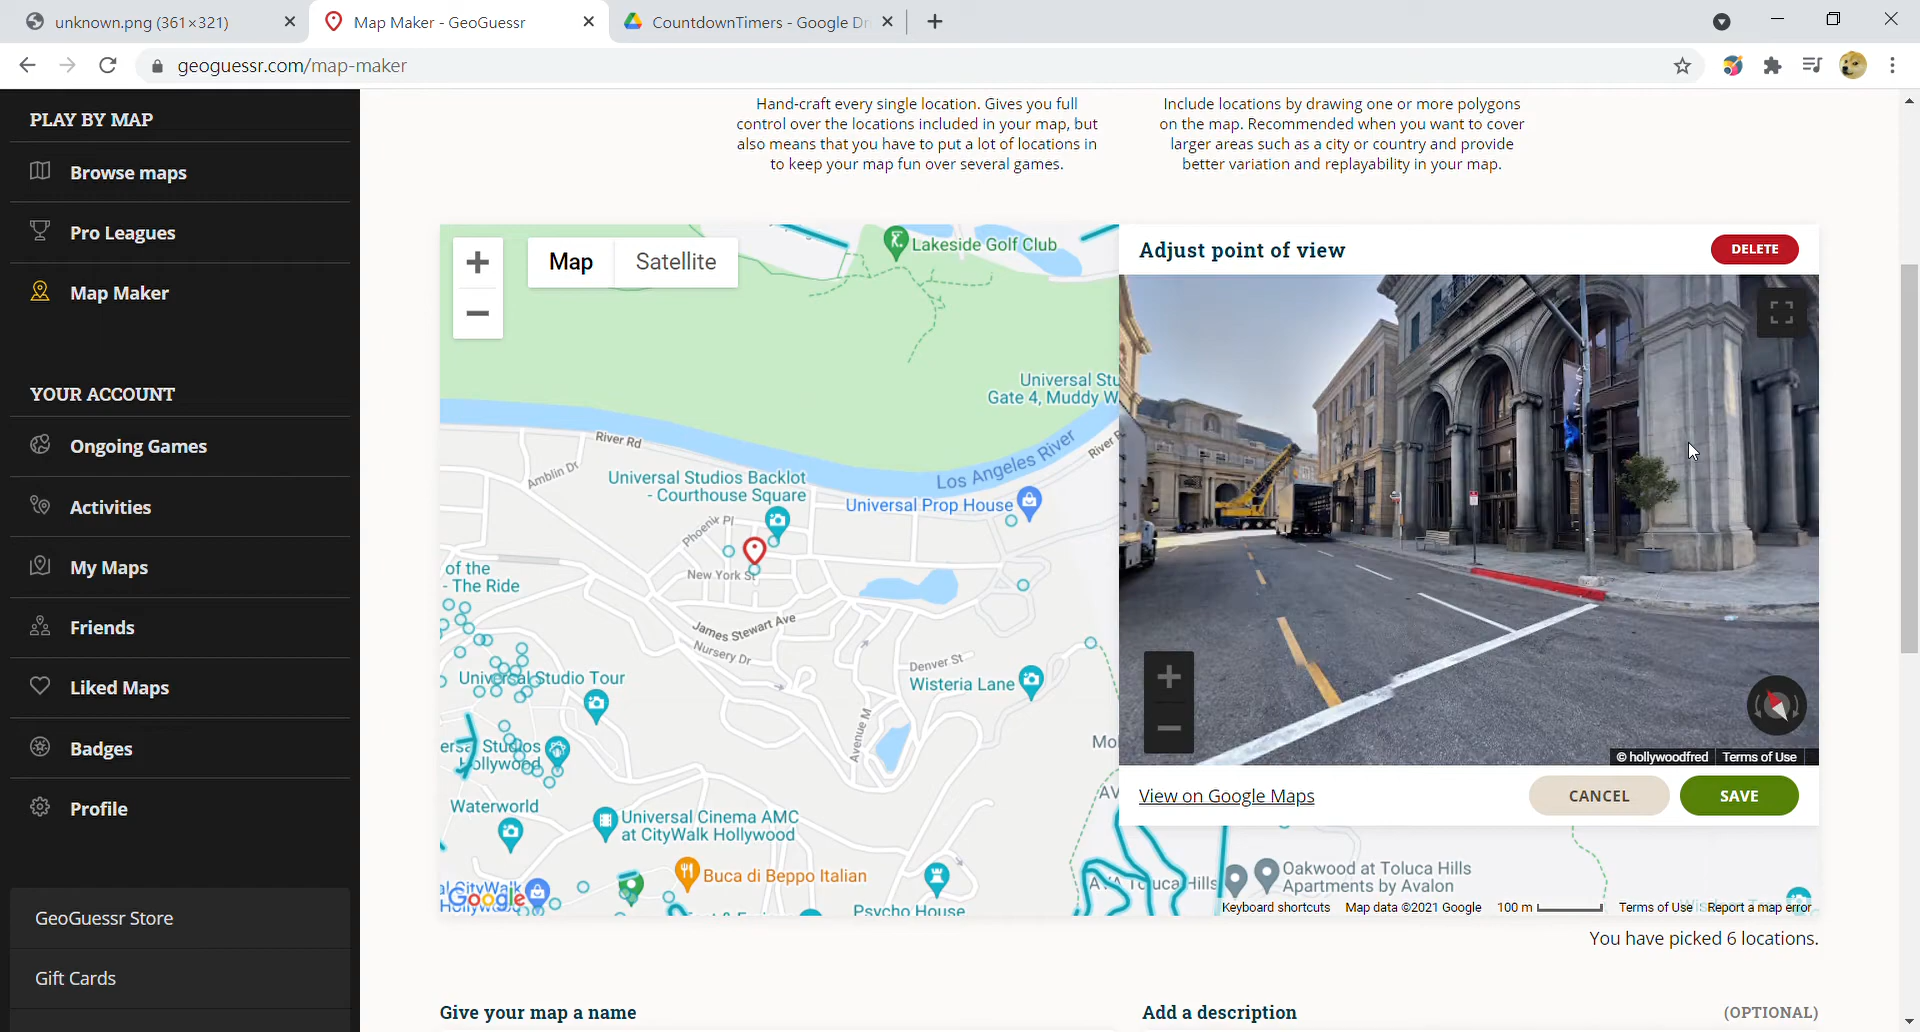 unknown.png (361×321)
Map Maker - GeoGuessr
CountdownTimers - Google Dr
geoguessr.com/map-maker
PLAY BY MAP
Browse maps
Pro Leagues
Map Maker
YOUR ACCOUNT
Ongoing Games
Activities
My Maps
Friends
Liked Maps
Badges
Profile
GeoGuessr Store
Gift Cards
Hand-craft every single location. Gives you full
control over the locations included in your map, but
also means that you have to put a lot of locations in
to keep your map fun over several games.
Include locations by drawing one or more polygons
on the map. Recommended when you want to cover
larger areas such as a city or country and provide
better variation and replayability in your map.
Map
Satellite
Lakeside Golf Club
Universal Stu
Gate 4, Muddy W
River Rd
Amblin Dr
Los Angeles River
River R
Universal Studios Backlot
- Courthouse Square
Universal Prop House
Phoenix Pl
New York St
of the
- The Ride
James Stewart Ave
Nursery Dr
Denver St
Universal Studio Tour
Wisteria Lane
Avenue M
Mo
ersal Studios
Hollywood
AV
Waterworld
Universal Cinema AMC
at CityWalk Hollywood
Buca di Beppo Italian
al CityWalk
Hollyw
Google
Psycho House
AVA Toluca Hills
Oakwood at Toluca Hills
Apartments by Avalon
Keyboard shortcuts
Map data ©2021 Google
100 m
Terms of Use
Report a map error
Adjust point of view
DELETE
© hollywoodfred
Terms of Use
View on Google Maps
CANCEL
SAVE
You have picked 6 locations.
Give your map a name
Add a description
(OPTIONAL)